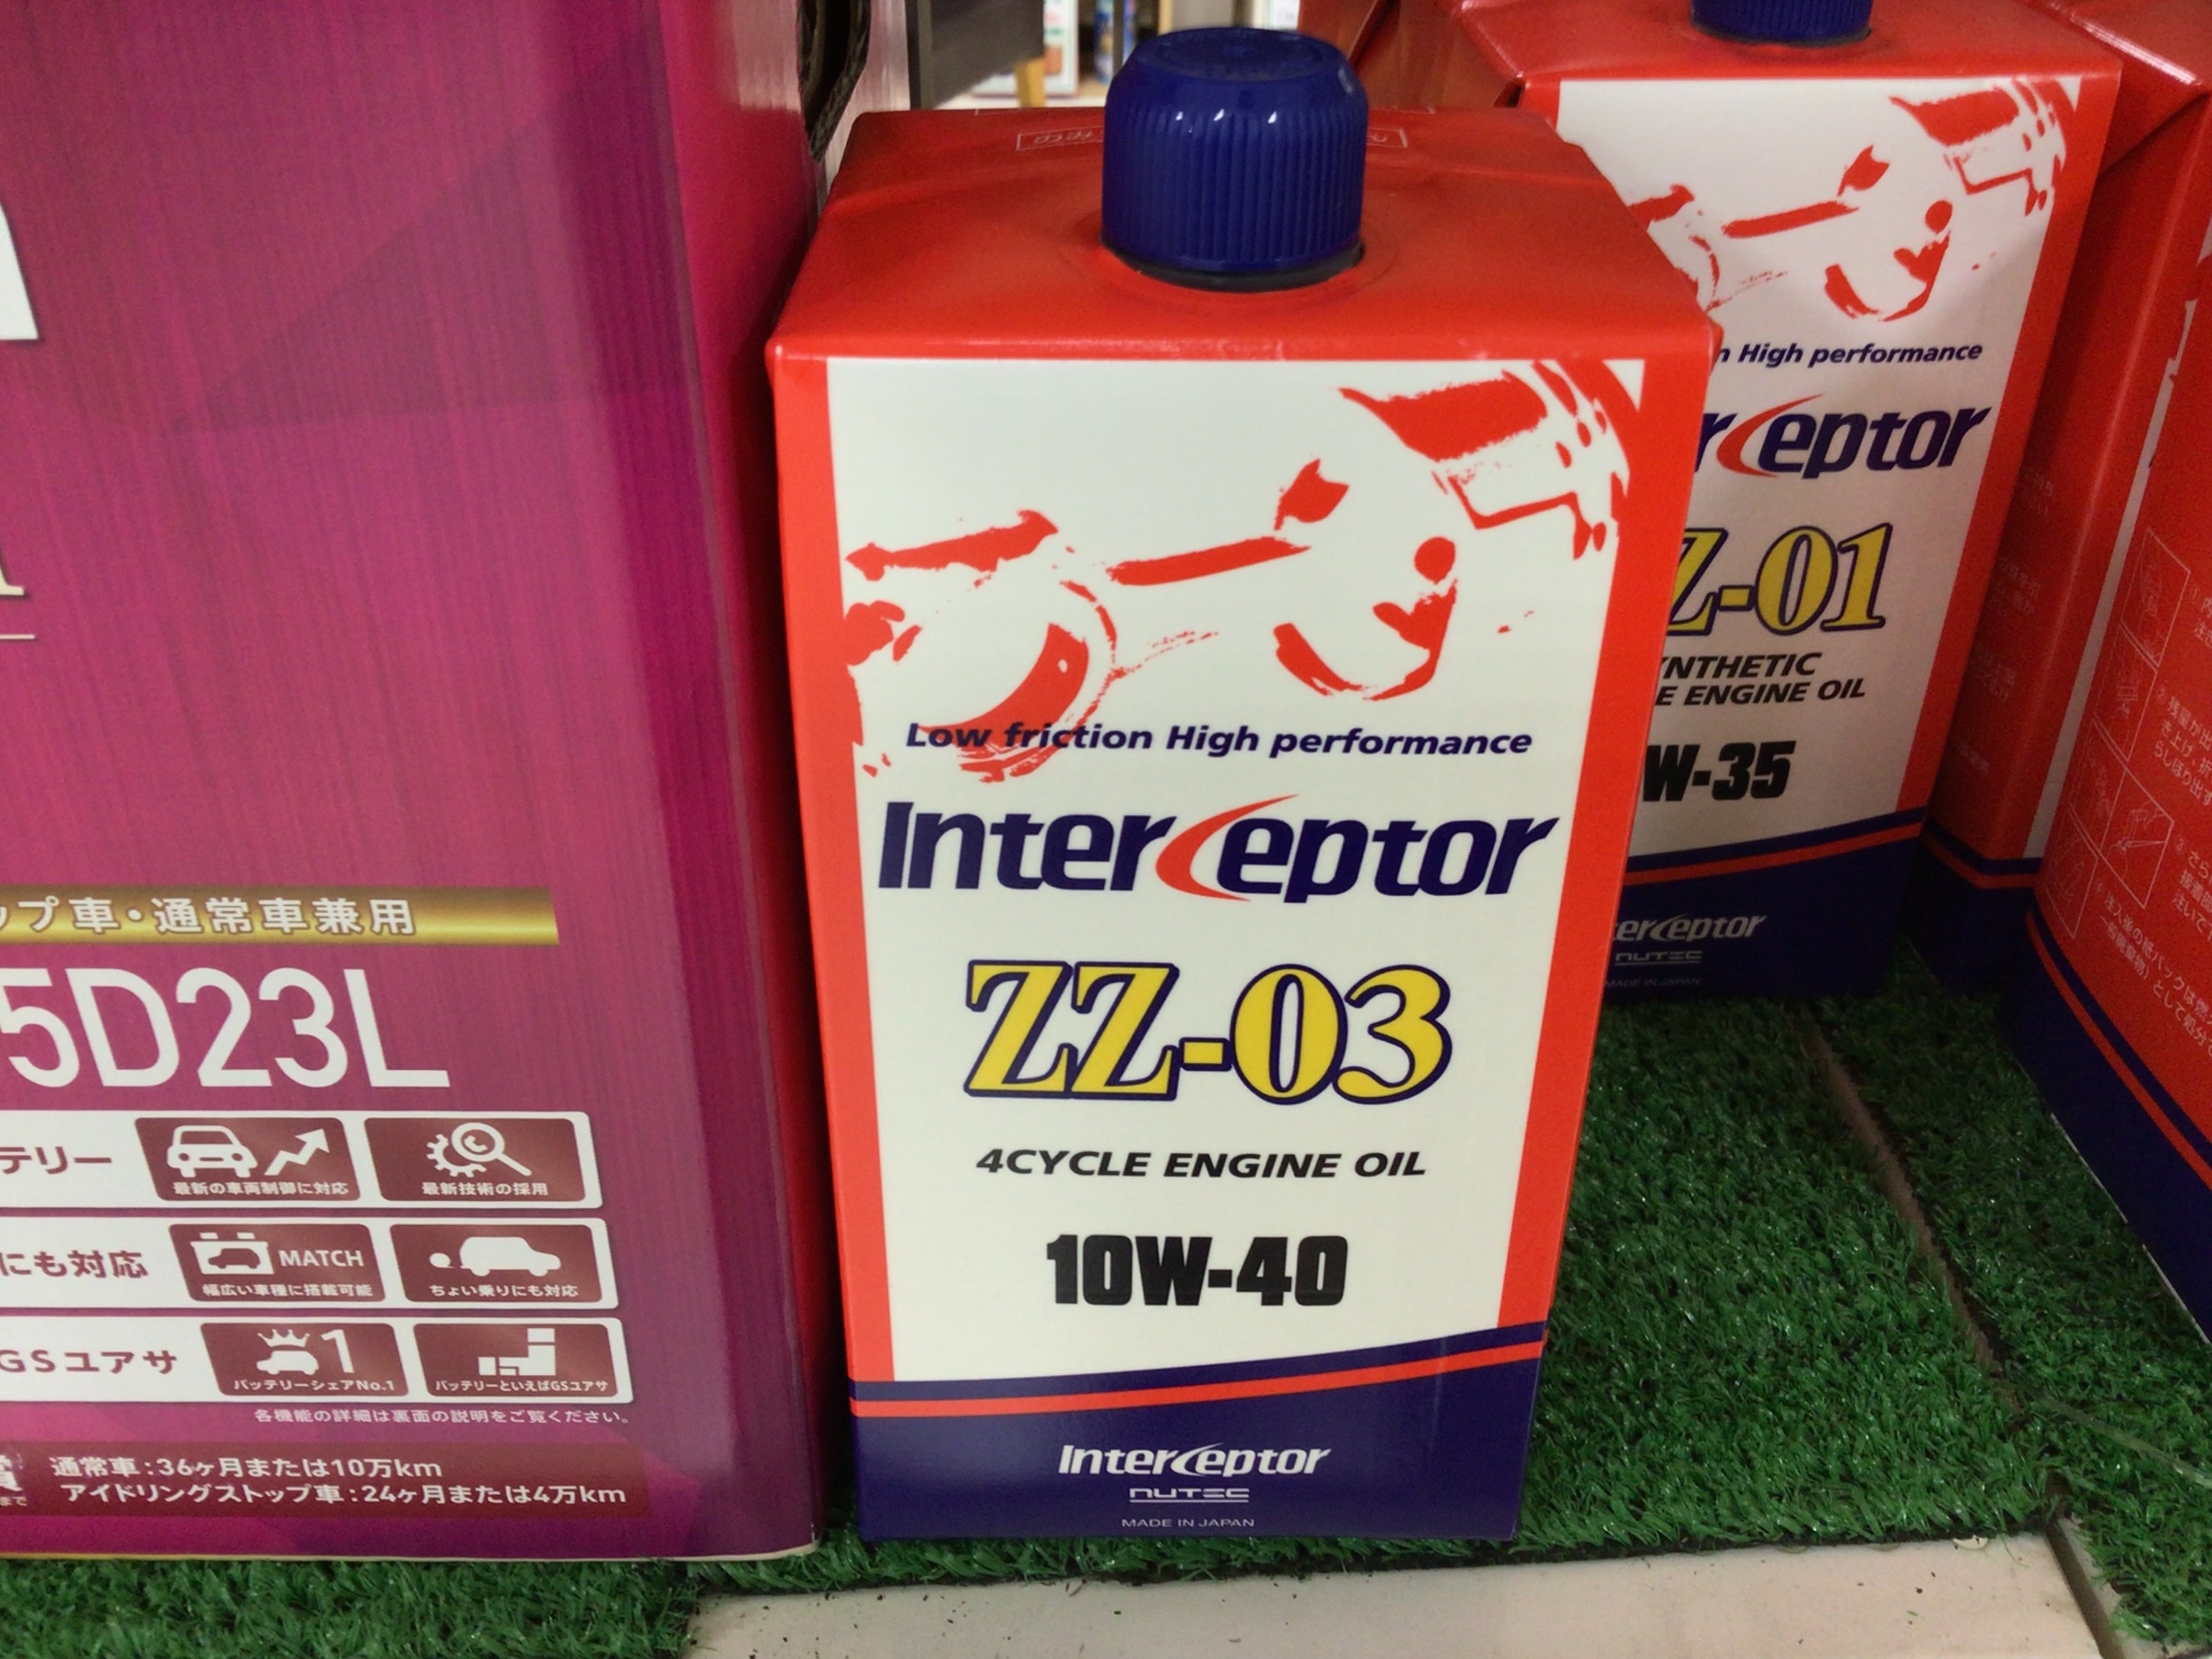 ップ車・通常車兼用
5D23L
テリー
最新の車両制御に対応
最新技術の採用
にも対応
MATCH
幅広い車種に搭載可能
ちょい乗りにも対応
GSユアサ
1
バッテリーシェアNo.1
バッテリーといえばGSユアサ
各機能の詳細は裏面の説明をご覧ください。
通常車:36ヶ月または10万km
アイドリングストップ車:24ヶ月または4万km
Low friction High performance
Interceptor
ZZ-03
4CYCLE ENGINE OIL
10W-40
Interceptor
NUTEC
MADE IN JAPAN
High performance
rceptor
Z-01
NTHETIC
E ENGINE OIL
W-35
erceptor
NUTEC
MADE IN JAPAN